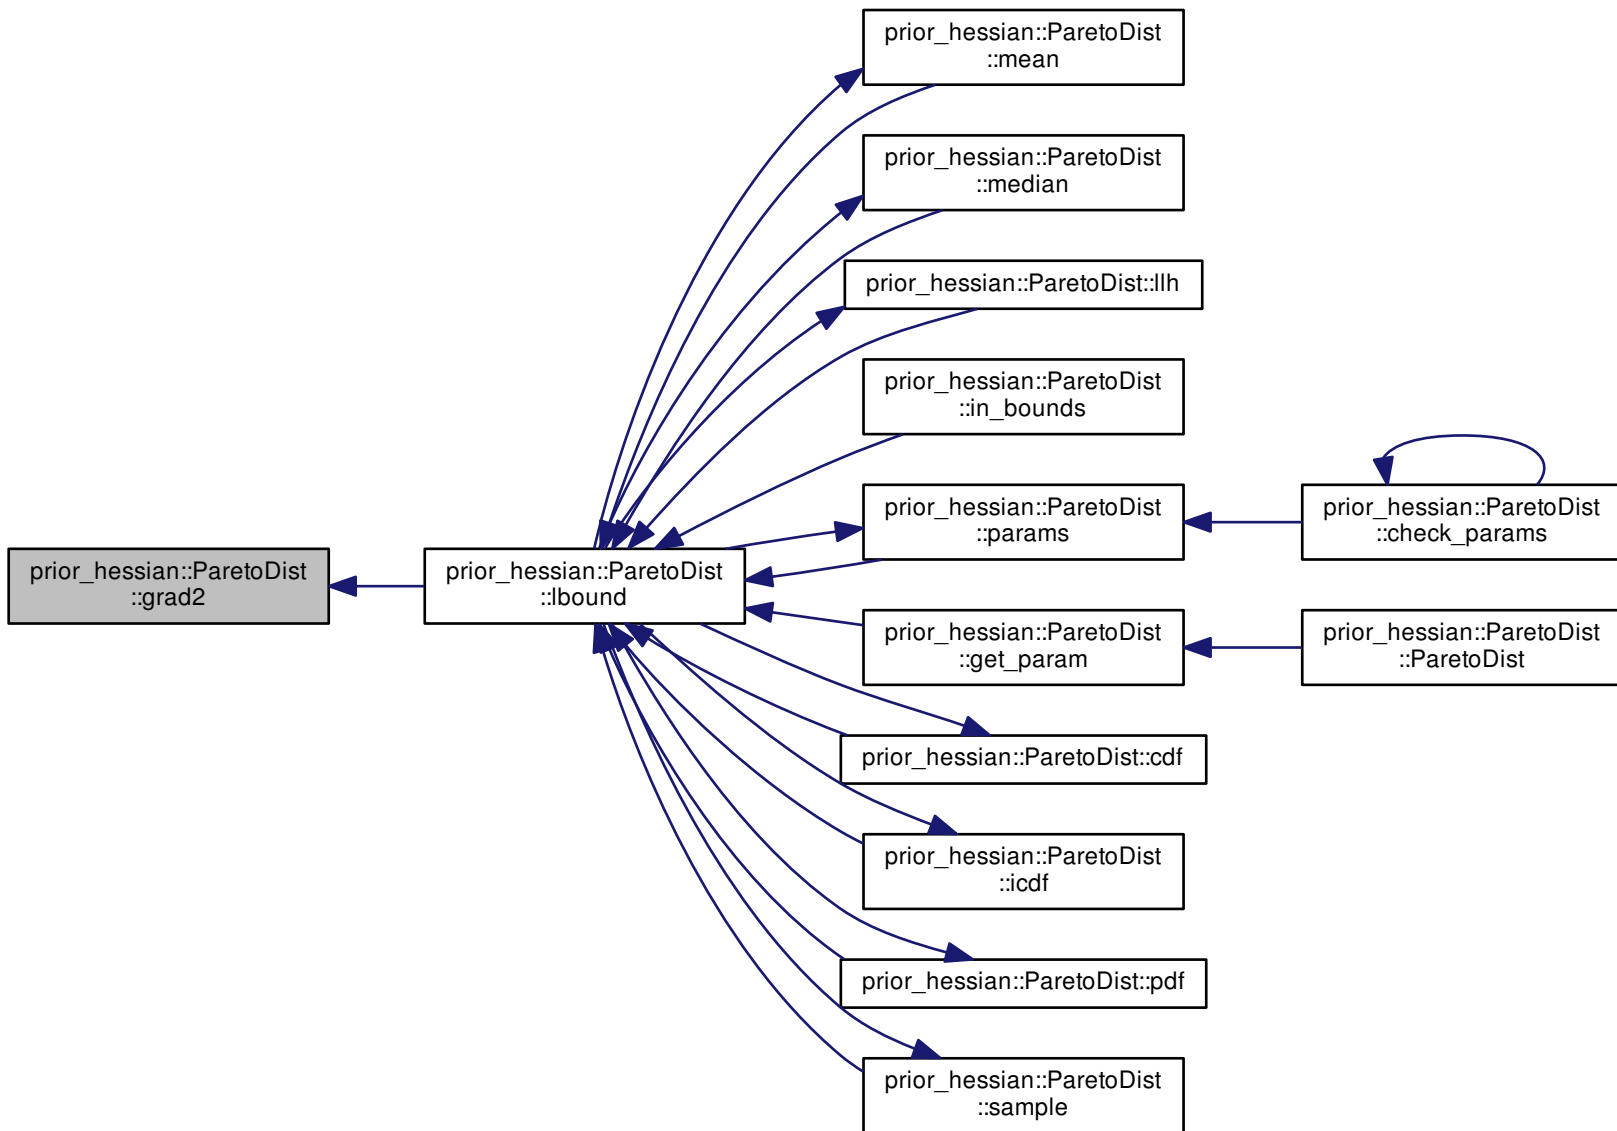 prior_hessian::ParetoDist
::mean
prior_hessian::ParetoDist
::median
prior_hessian::ParetoDist::llh
prior_hessian::ParetoDist
::in_bounds
prior_hessian::ParetoDist
::params
prior_hessian::ParetoDist
::check_params
prior_hessian::ParetoDist
::grad2
prior_hessian::ParetoDist
::lbound
prior_hessian::ParetoDist
::get_param
prior_hessian::ParetoDist
::ParetoDist
prior_hessian::ParetoDist::cdf
prior_hessian::ParetoDist
::icdf
prior_hessian::ParetoDist::pdf
prior_hessian::ParetoDist
::sample